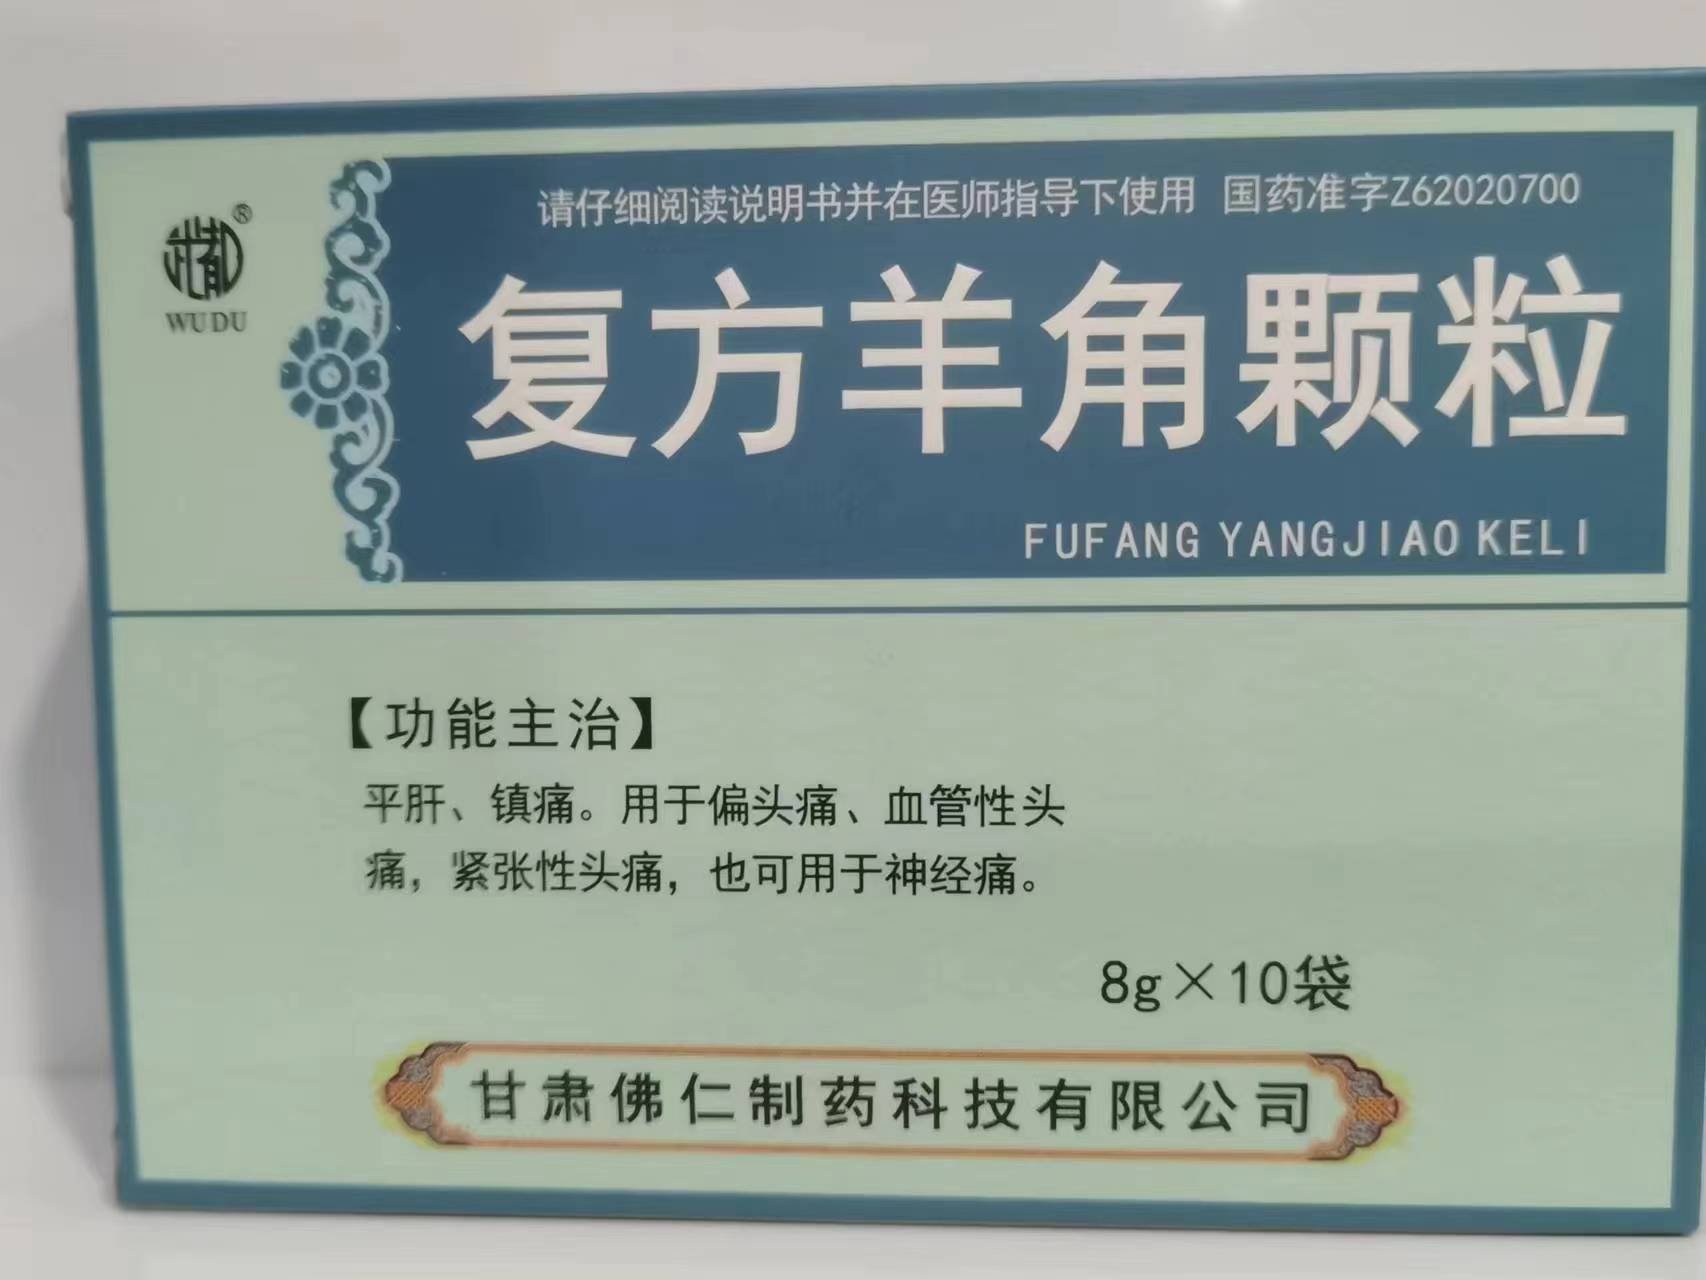 武都®
WUDU
请仔细阅读说明书并在医师指导下使用 国药准字Z62020700
复方羊角颗粒
FUFANG YANGJIAO KELI
【功能主治】
平肝、镇痛。用于偏头痛、血管性头
痛，紧张性头痛，也可用于神经痛。
8g×10袋
甘肃佛仁制药科技有限公司